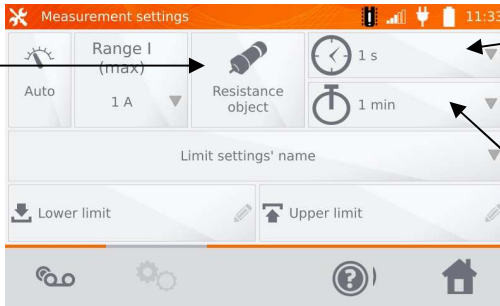 Measurement settings
11:33
Auto
Range I
(max)
1 A
Resistance
object
1 s
1 min
Limit settings' name
Lower limit
Upper limit